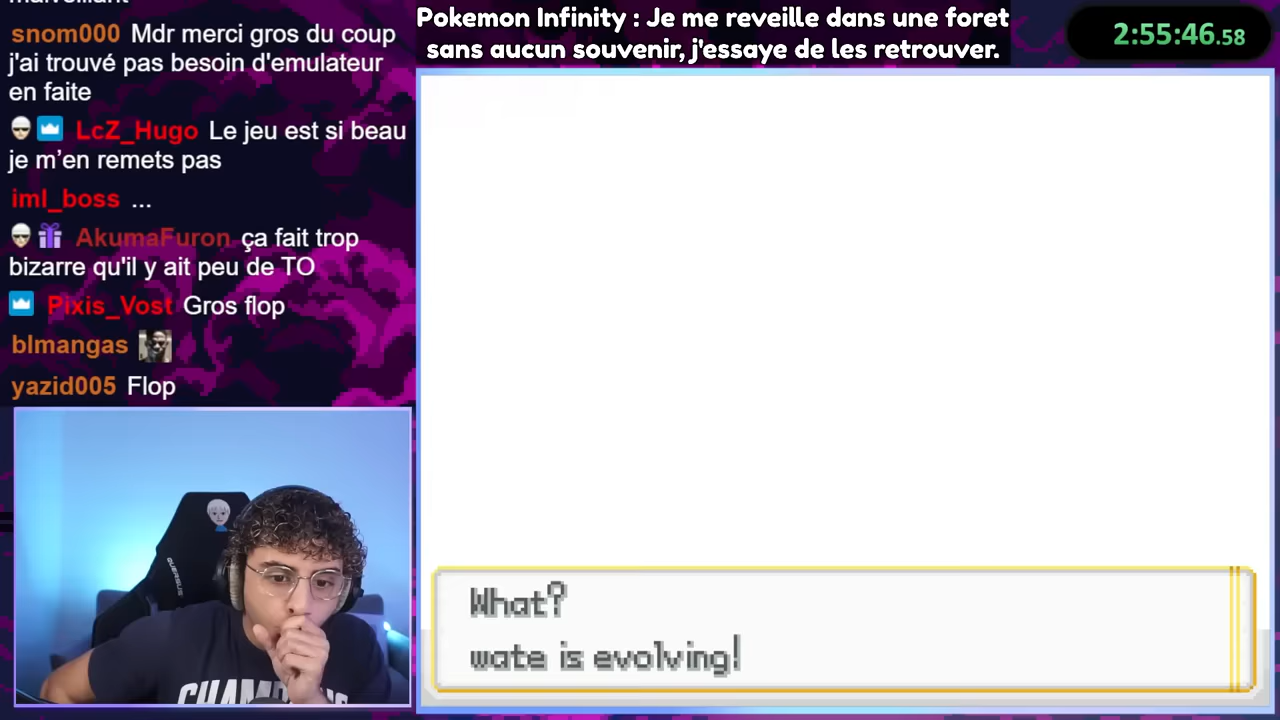 snom000 Mdr merci gros du coup
j'ai trouvé pas besoin d'emulateur
en faite
LcZ_Hugo Le jeu est si beau
je m'en remets pas
iml_boss ...
AkumaFuron ça fait trop
bizarre qu'il y ait peu de TO
Pixis_Vost Gros flop
blmangas
yazid005 Flop
Pokemon Infinity : Je me reveille dans une foret
sans aucun souvenir, j'essaye de les retrouver.
2:55:46.58
What?
wate is evolving!